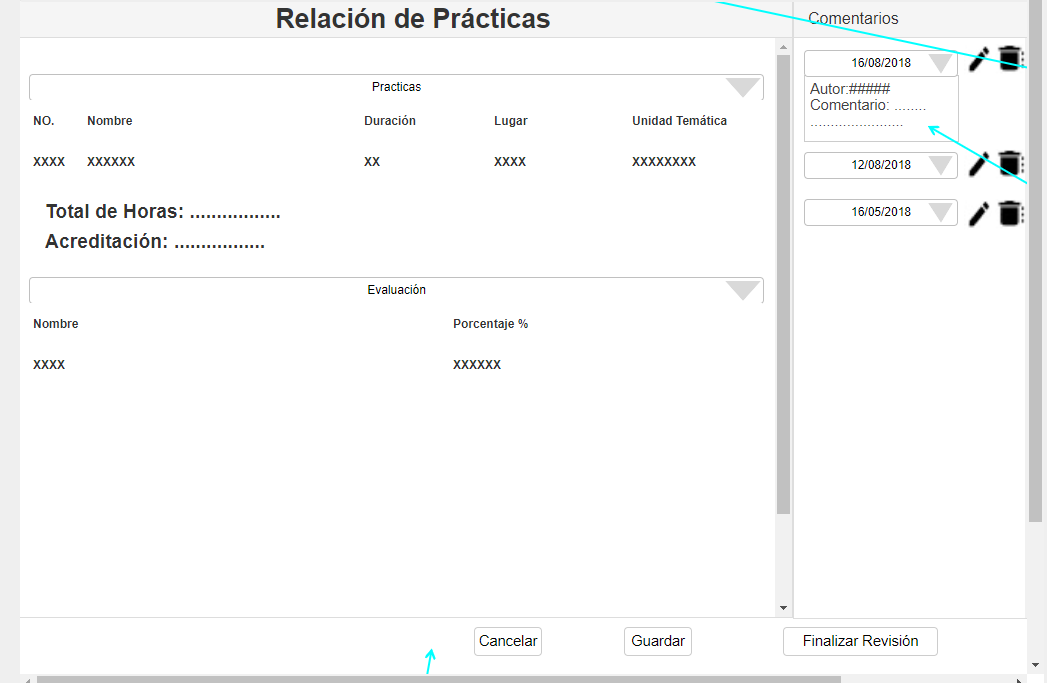 Relación de Prácticas
Practicas
NO. Nombre Duración Lugar Unidad Temática
XXXX XXXXXX XX XXXX XXXXXXXX
Total de Horas: .................
Acreditación: .................
Evaluación
Nombre Porcentaje %
XXXX XXXXXX
Comentarios
16/08/2018
Autor:#####
Comentario: ........
.......................
12/08/2018
16/05/2018
Cancelar Guardar Finalizar Revisión